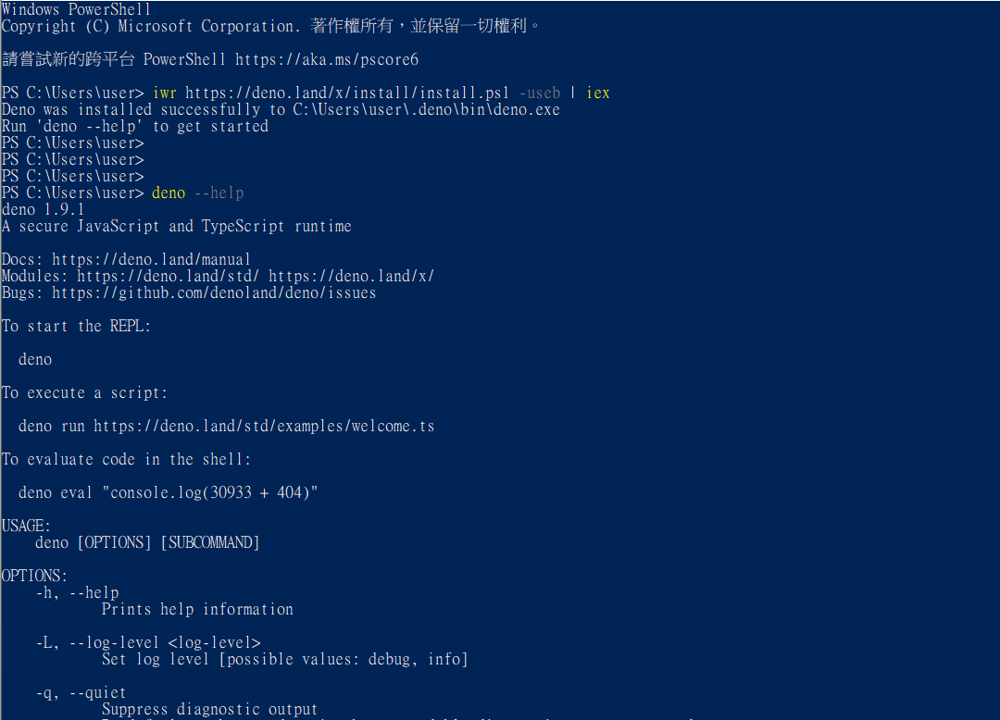 Windows PowerShell
Copyright (C) Microsoft Corporation. 著作權所有，並保留一切權利。
請嘗試新的跨平台 PowerShell https://aka.ms/pscore6
PS C:\Users\user> iwr https://deno.land/x/install/install.ps1 -useb | iex
Deno was installed successfully to C:\Users\user\.deno\bin\deno.exe
Run 'deno --help' to get started
PS C:\Users\user>
PS C:\Users\user>
PS C:\Users\user>
PS C:\Users\user> deno --help
deno 1.9.1
A secure JavaScript and TypeScript runtime
Docs: https://deno.land/manual
Modules: https://deno.land/std/ https://deno.land/x/
Bugs: https://github.com/denoland/deno/issues
To start the REPL:
deno
To execute a script:
deno run https://deno.land/std/examples/welcome.ts
To evaluate code in the shell:
deno eval "console.log(30933 + 404)"
USAGE:
deno [OPTIONS] [SUBCOMMAND]
OPTIONS:
-h, --help
Prints help information
-L, --log-level <log-level>
Set log level [possible values: debug, info]
-q, --quiet
Suppress diagnostic output